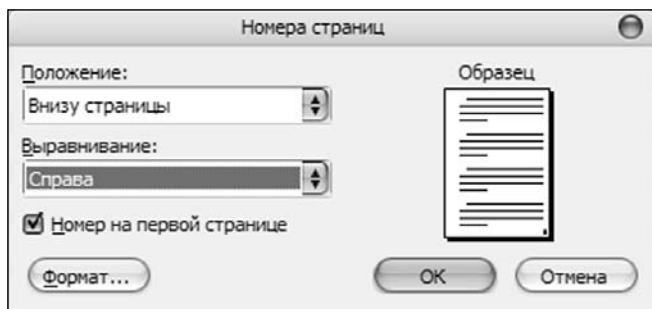 Номера страниц
Положение:
Образец
Внизу страницы
Выравнивание:
Справа
Номер на первой странице
Формат...
ОК
Отмена